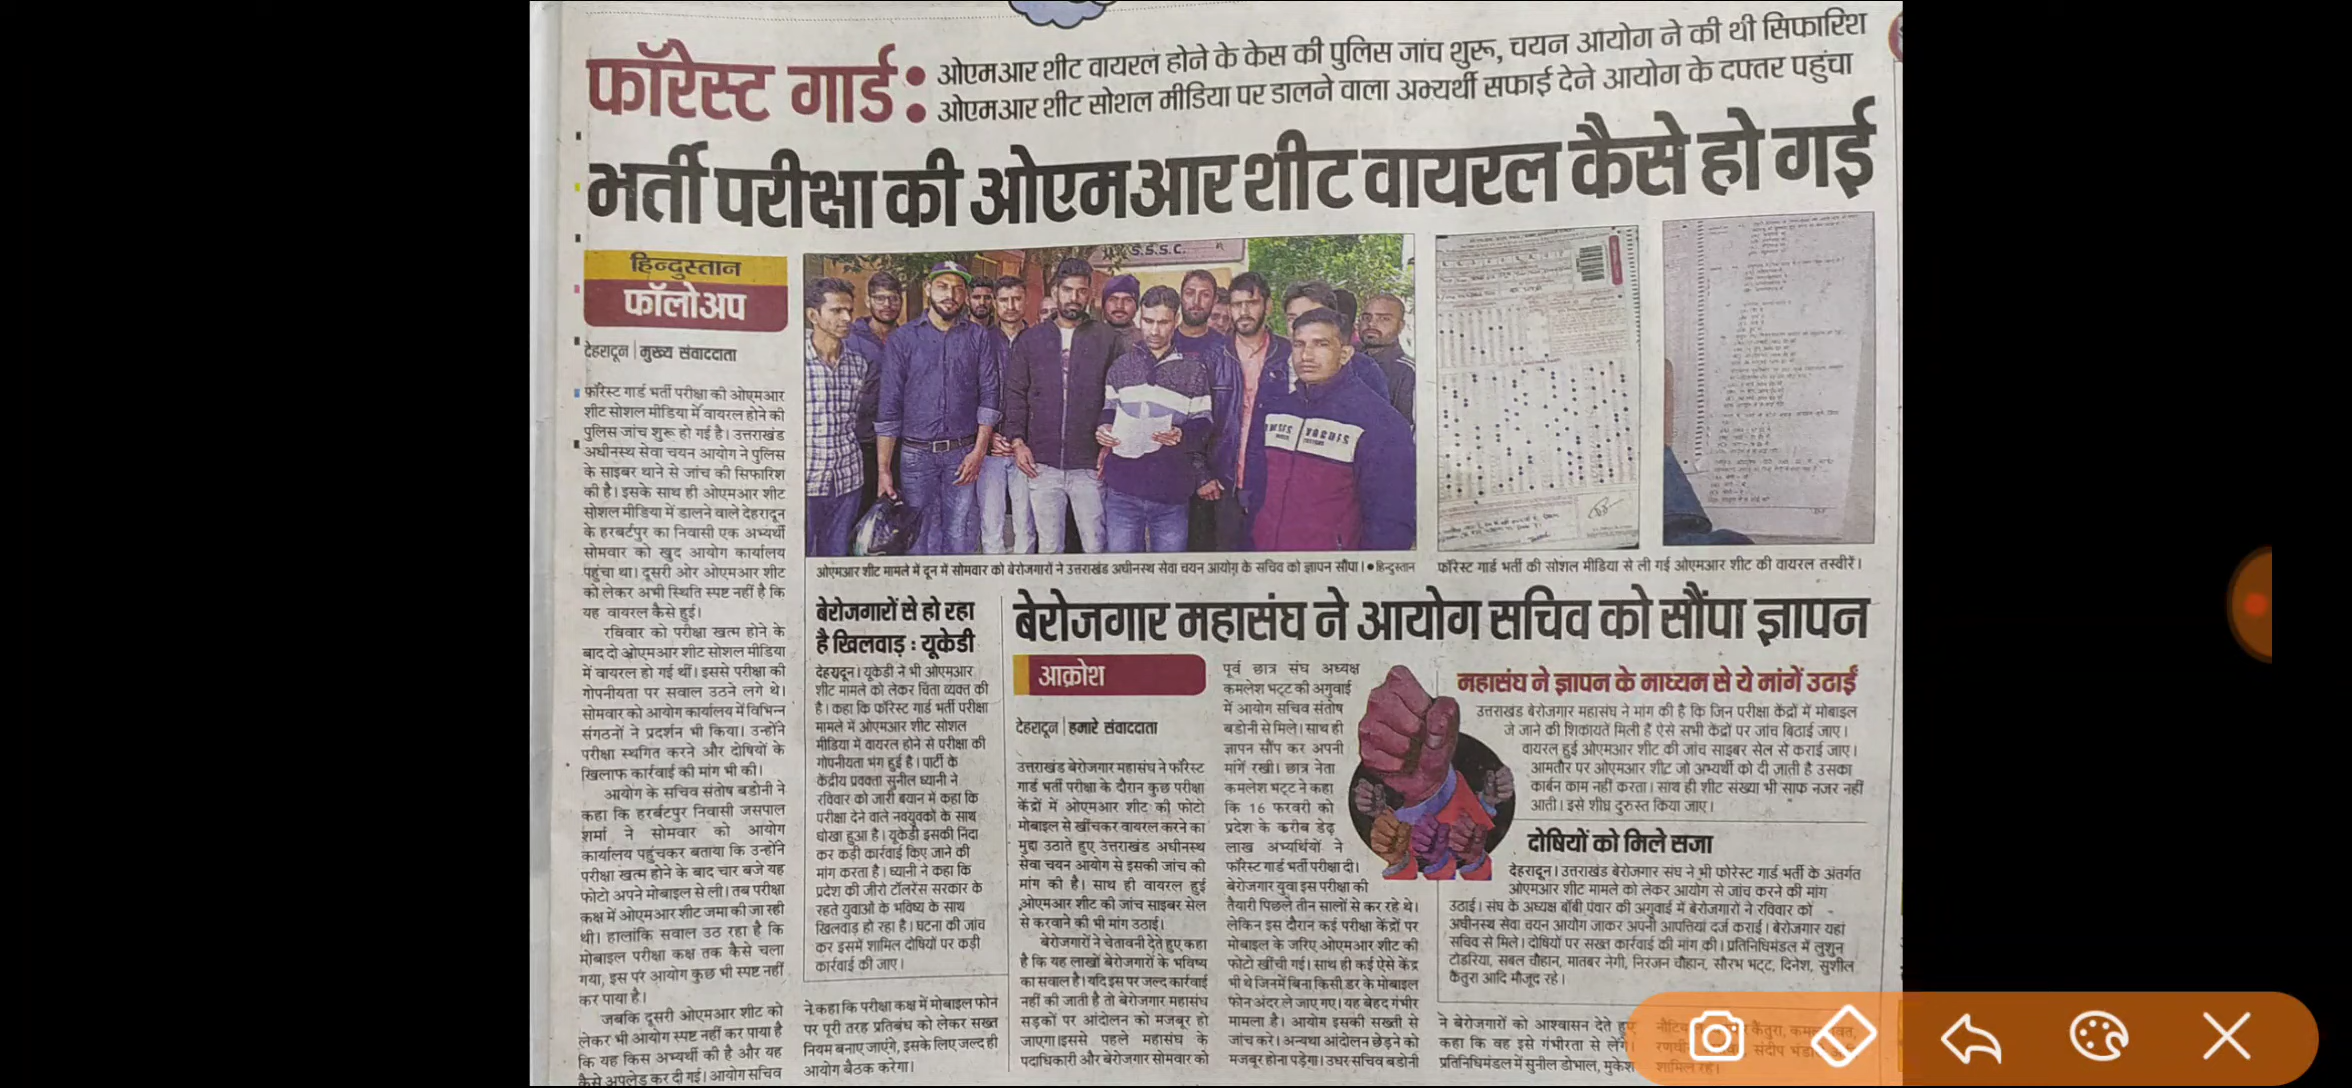 फॉरेस्ट गार्ड :
ओएमआर शीट वायरल होने के केस की पुलिस जांच शुरू, चयन आयोग ने की थी सिफारिश
ओएमआर शीट सोशल मीडिया पर डालने वाला अभ्यर्थी सफाई देने आयोग के दफ्तर पहुंचा
भर्ती परीक्षा की ओएमआर शीट वायरल कैसे हो गई
हिन्दुस्तान
फॉलोअप
देहरादून | मुख्य संवाददाता
फॉरेस्ट गार्ड भर्ती परीक्षा की ओएमआर
शीट सोशल मीडिया में वायरल होने की
पुलिस जांच शुरू हो गई है। उत्तराखंड
अधीनस्थ सेवा चयन आयोग ने पुलिस
के साइबर थाने से जांच की सिफारिश
की है। इसके साथ ही ओएमआर शीट
सोशल मीडिया में डालने वाले देहरादून
के हरबर्टपुर का निवासी एक अभ्यर्थी
सोमवार को खुद आयोग कार्यालय
पहुंचा था। दूसरी ओर ओएमआर शीट
को लेकर अभी स्थिति स्पष्ट नहीं है कि
यह वायरल कैसे हुई।
रविवार को परीक्षा खत्म होने के
बाद दो ओएमआर शीट सोशल मीडिया
में वायरल हो गई थीं। इससे परीक्षा की
गोपनीयता पर सवाल उठने लगे थे।
सोमवार को आयोग कार्यालय में विभिन्न
संगठनों ने प्रदर्शन भी किया। उन्होंने
परीक्षा स्थगित करने और दोषियों के
खिलाफ कार्रवाई की मांग भी की।
आयोग के सचिव संतोष बडोनी ने
कहा कि हरबर्टपुर निवासी जसपाल
शर्मा ने सोमवार को आयोग
कार्यालय पहुंचकर बताया कि उन्होंने
परीक्षा खत्म होने के बाद चार बजे यह
फोटो अपने मोबाइल से ली। तब परीक्षा
कक्ष में ओएमआर शीट जमा की जा रही
थी। हालांकि सवाल उठ रहा है कि
मोबाइल परीक्षा कक्ष तक कैसे चला
गया, इस पर आयोग कुछ भी स्पष्ट नहीं
कर पाया है।
जबकि दूसरी ओएमआर शीट को
लेकर भी आयोग स्पष्ट नहीं कर पाया है
कि यह किस अभ्यर्थी की है और यह
कैसे अपलोड कर दी गई। आयोग सचिव
ने कहा कि परीक्षा कक्ष में मोबाइल फोन
पर पूरी तरह प्रतिबंध को लेकर सख्त
नियम बनाए जाएंगे, इसके लिए जल्द ही
आयोग बैठक करेगा।
S.S.S.C.
ओएमआर शीट मामले में दून में सोमवार को बेरोजगारों ने उत्तराखंड अधीनस्थ सेवा चयन आयोग के सचिव को ज्ञापन सौंपा। ● हिन्दुस्तान
फॉरेस्ट गार्ड भर्ती की सोशल मीडिया से ली गई ओएमआर शीट की वायरल तस्वीरें।
बेरोजगारों से हो रहा
है खिलवाड़ : यूकेडी
देहरादून। यूकेडी ने भी ओएमआर
शीट मामले को लेकर चिंता व्यक्त की
है। कहा कि फॉरेस्ट गार्ड भर्ती परीक्षा
मामले में ओएमआर शीट सोशल
मीडिया में वायरल होने से परीक्षा की
गोपनीयता भंग हुई है। पार्टी के
केंद्रीय प्रवक्ता सुनील ध्यानी ने
रविवार को जारी बयान में कहा कि
परीक्षा देने वाले नवयुवकों के साथ
धोखा हुआ है। यूकेडी इसकी निंदा
कर कड़ी कार्रवाई किए जाने की
मांग करता है। ध्यानी ने कहा कि
प्रदेश की जीरो टॉलरेंस सरकार के
रहते युवाओं के भविष्य के साथ
खिलवाड़ हो रहा है। घटना की जांच
कर इसमें शामिल दोषियों पर कड़ी
कार्रवाई की जाए।
बेरोजगार महासंघ ने आयोग सचिव को सौंपा ज्ञापन
आक्रोश
देहरादून | हमारे संवाददाता
उत्तराखंड बेरोजगार महासंघ ने फॉरेस्ट
गार्ड भर्ती परीक्षा के दौरान कुछ परीक्षा
केंद्रों में ओएमआर शीट की फोटो
मोबाइल से खींचकर वायरल करने का
मुद्दा उठाते हुए उत्तराखंड अधीनस्थ
सेवा चयन आयोग से इसकी जांच की
मांग की है। साथ ही वायरल हुई
ओएमआर शीट की जांच साइबर सेल
से करवाने की भी मांग उठाई।
बेरोजगारों ने चेतावनी देते हुए कहा
है कि यह लाखों बेरोजगारों के भविष्य
का सवाल है। यदि इस पर जल्द कार्रवाई
नहीं की जाती है तो बेरोजगार महासंघ
सड़कों पर आंदोलन को मजबूर हो
जाएगा। इससे पहले महासंघ के
पदाधिकारी और बेरोजगार सोमवार को
पूर्व छात्र संघ अध्यक्ष
कमलेश भट्ट की अगुवाई
में आयोग सचिव संतोष
बडोनी से मिले। साथ ही
ज्ञापन सौंप कर अपनी
मांगें रखी। छात्र नेता
कमलेश भट्ट ने कहा
कि 16 फरवरी को
प्रदेश के करीब डेढ़
लाख अभ्यर्थियों ने
फॉरेस्ट गार्ड भर्ती परीक्षा दी।
बेरोजगार युवा इस परीक्षा की
तैयारी पिछले तीन सालों से कर रहे थे।
लेकिन इस दौरान कई परीक्षा केंद्रों पर
मोबाइल के जरिए ओएमआर शीट की
फोटो खींची गई। साथ ही कई ऐसे केंद्र
भी थे जिनमें बिना किसी डर के मोबाइल
फोन अंदर ले जाए गए। यह बेहद गंभीर
मामला है। आयोग इसकी सख्ती से
जांच करे। अन्यथा आंदोलन छेड़ने को
मजबूर होना पड़ेगा। उधर सचिव बडोनी
ने बेरोजगारों को आश्वासन देते हुए
कहा कि वह इसे गंभीरता से लेंगे।
प्रतिनिधिमंडल में सुनील डोभाल, मुकेश
कैंतुरा,
संदीप
शामिल रहे।
महासंघ ने ज्ञापन के माध्यम से ये मांगें उठाईं
उत्तराखंड बेरोजगार महासंघ ने मांग की है कि जिन परीक्षा केंद्रों में मोबाइल
ले जाने की शिकायतें मिली हैं ऐसे सभी केंद्रों पर जांच बिठाई जाए।
वायरल हुई ओएमआर शीट की जांच साइबर सेल से कराई जाए।
आमतौर पर ओएमआर शीट जो अभ्यर्थी को दी जाती है उसका
कार्बन काम नहीं करता। साथ ही शीट संख्या भी साफ नजर नहीं
आती। इसे शीघ्र दुरुस्त किया जाए।
दोषियों को मिले सजा
देहरादून। उत्तराखंड बेरोजगार संघ ने भी फोरेस्ट गार्ड भर्ती के अंतर्गत
ओएमआर शीट मामले को लेकर आयोग से जांच करने की मांग
उठाई। संघ के अध्यक्ष बॉबी पंवार की अगुवाई में बेरोजगारों ने रविवार को
अधीनस्थ सेवा चयन आयोग जाकर अपनी आपत्तियां दर्ज कराई। बेरोजगार यहां
सचिव से मिले। दोषियों पर सख्त कार्रवाई की मांग की। प्रतिनिधिमंडल में लुशुन
टोडरिया, सबल चौहान, मातबर नेगी, निरंजन चौहान, सौरभ भट्ट, दिनेश, सुशील
कैंतुरा आदि मौजूद रहे।